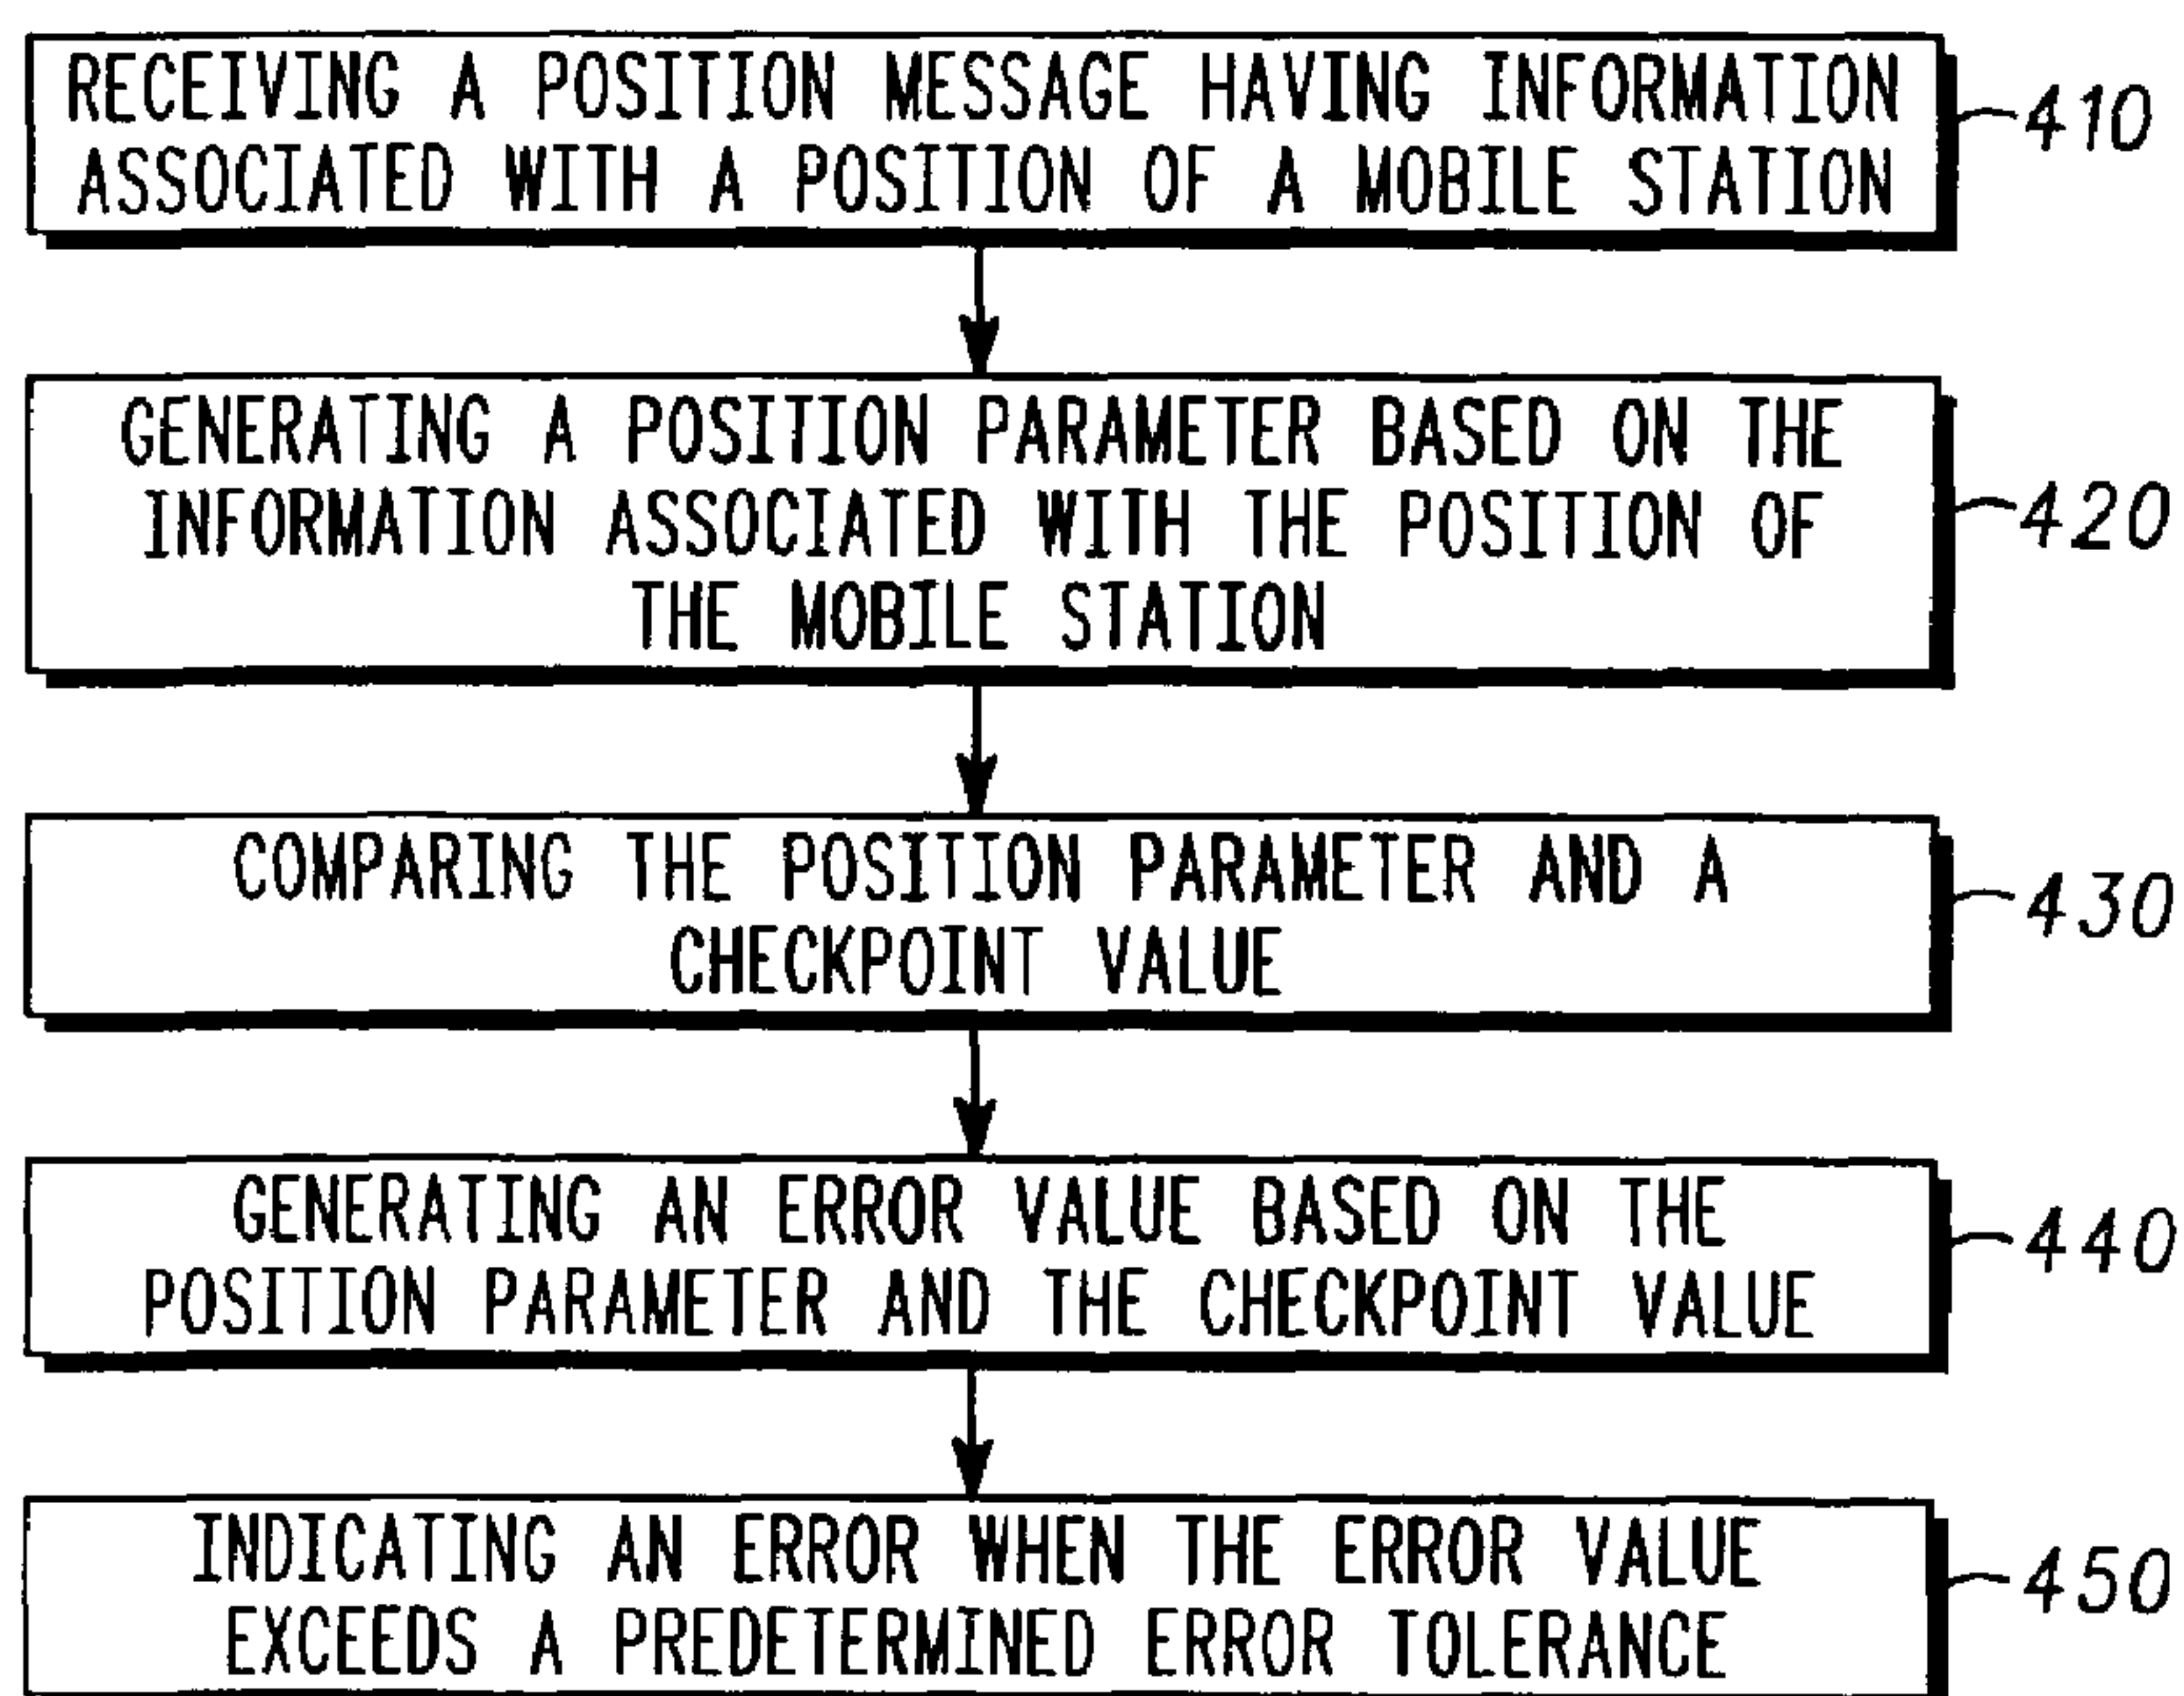 RECEIVING A POSITION MESSAGE HAVING INFORMATION
ASSOCIATED WITH A POSITION OF A MOBILE STATION
410
GENERATING A POSITION PARAMETER BASED ON THE
INFORMATION ASSOCIATED WITH THE POSITION OF
THE MOBILE STATION
420
COMPARING THE POSITION PARAMETER AND A
CHECKPOINT VALUE
430
GENERATING AN ERROR VALUE BASED ON THE
POSITION PARAMETER AND THE CHECKPOINT VALUE
440
INDICATING AN ERROR WHEN THE ERROR VALUE
EXCEEDS A PREDETERMINED ERROR TOLERANCE
450